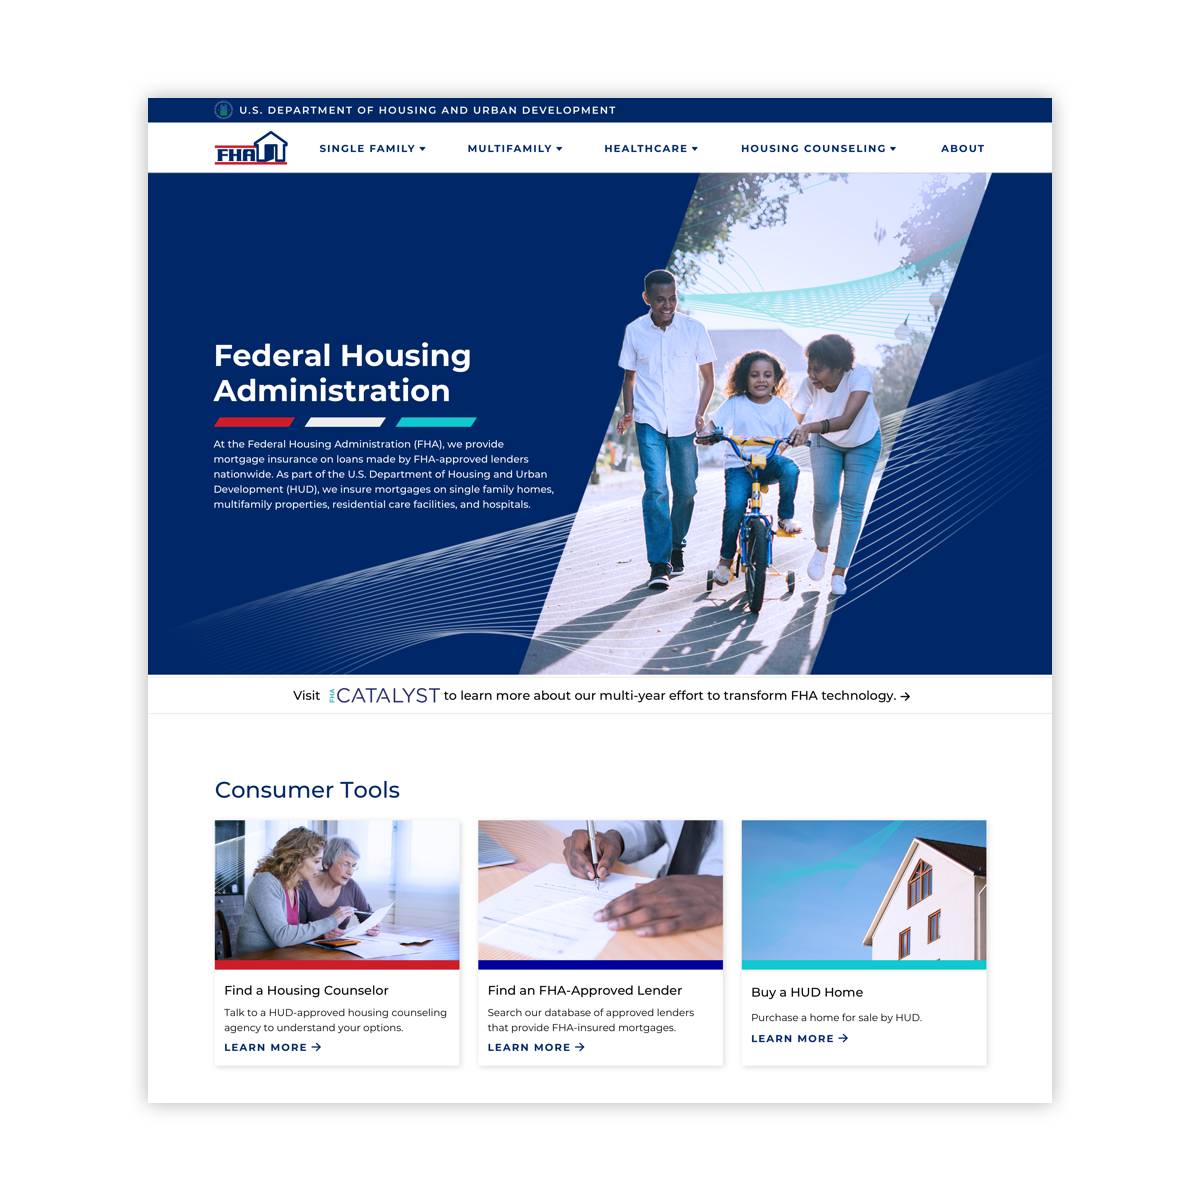 U.S. DEPARTMENT OF HOUSING AND URBAN DEVELOPMENT
FHA
SINGLE FAMILY
MULTIFAMILY
HEALTHCARE
HOUSING COUNSELING
ABOUT
Federal Housing
Administration
At the Federal Housing Administration (FHA), we provide
mortgage insurance on loans made by FHA-approved lenders
nationwide. As part of the U.S. Department of Housing and Urban
Development (HUD), we insure mortgages on single family homes,
multifamily properties, residential care facilities, and hospitals.
Visit FHA CATALYST to learn more about our multi-year effort to transform FHA technology. →
Consumer Tools
Find a Housing Counselor
Talk to a HUD-approved housing counseling
agency to understand your options.
LEARN MORE →
Find an FHA-Approved Lender
Search our database of approved lenders
that provide FHA-insured mortgages.
LEARN MORE →
Buy a HUD Home
Purchase a home for sale by HUD.
LEARN MORE →